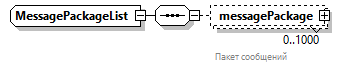 MessagePackageList
messagePackage
0..1000
Пакет сообщений